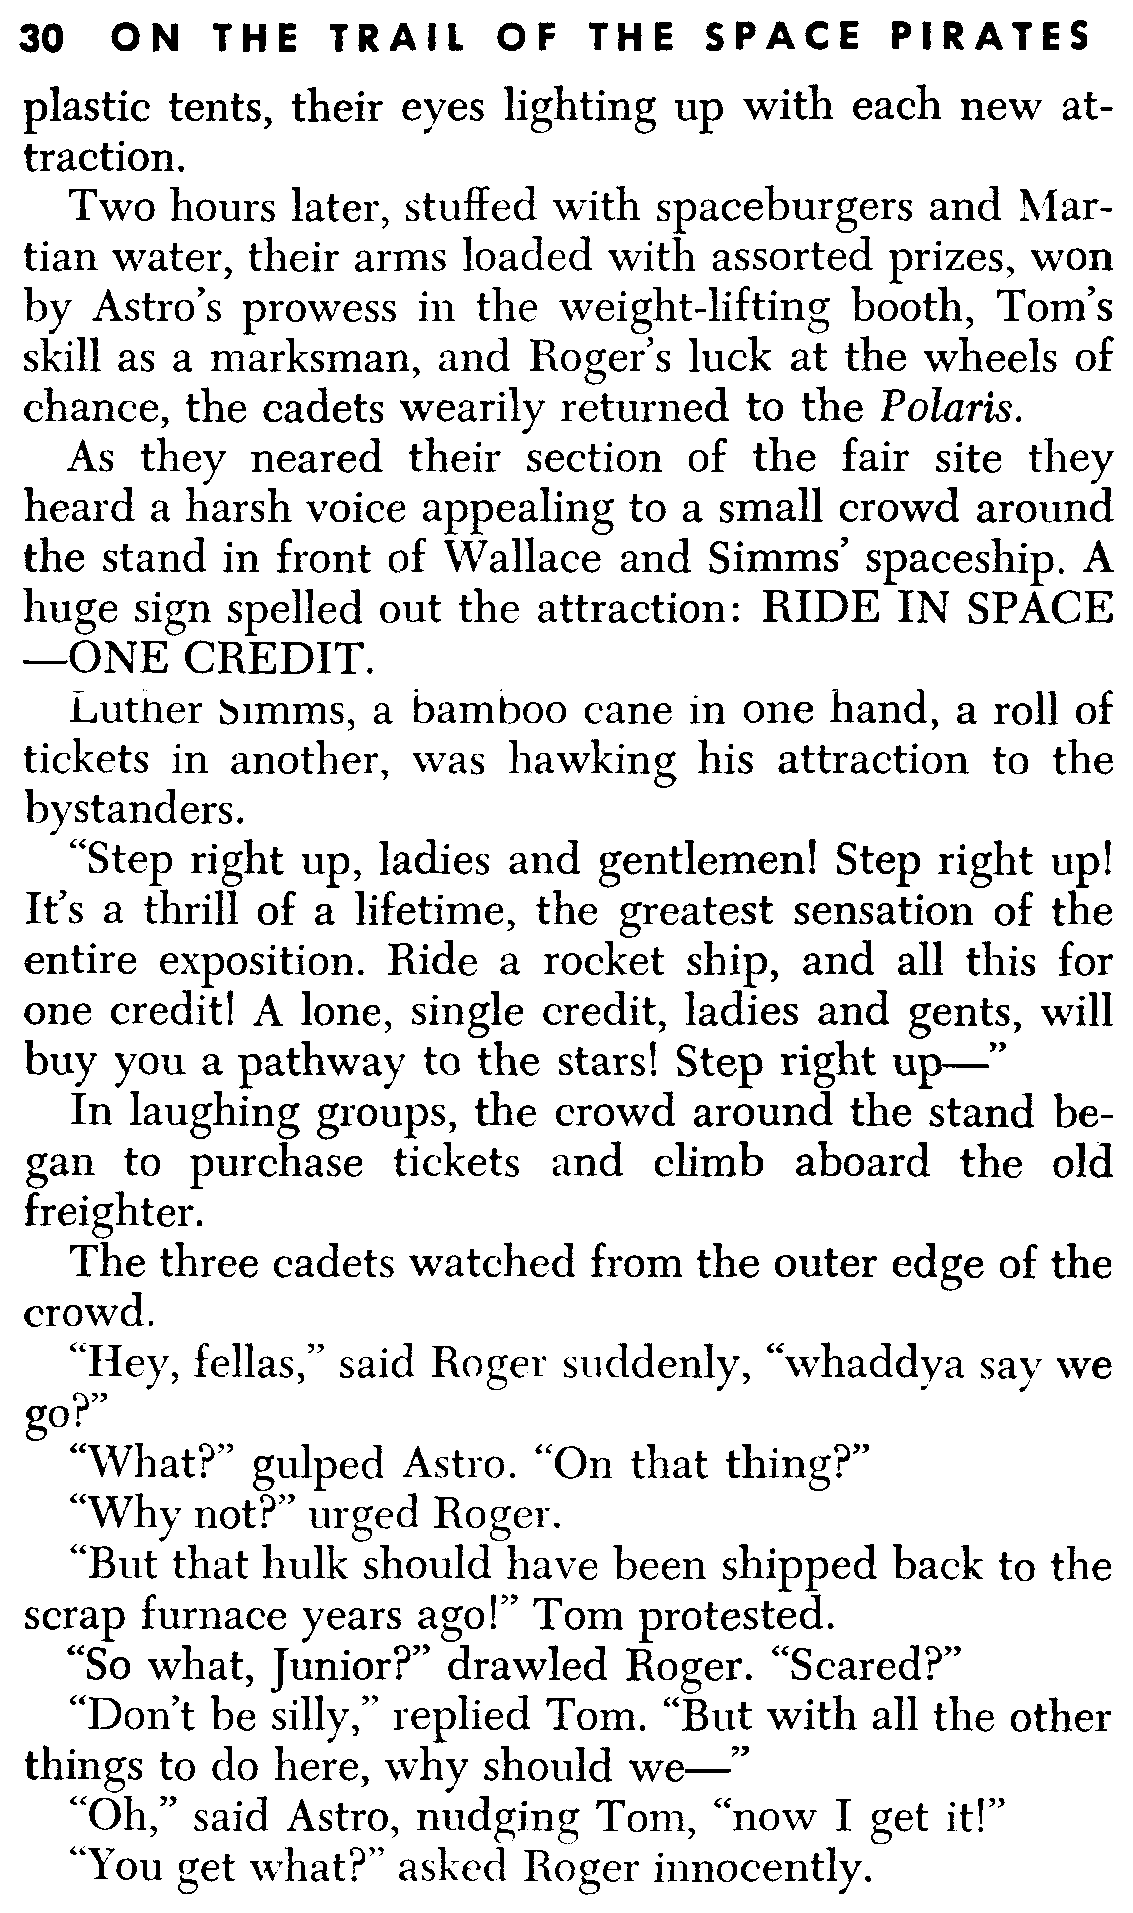 30 ON THE TRAIL OF THE SPACE PIRATES
plastic tents, their eyes lighting up with each new at-
traction.
Two hours later, stuffed with spaceburgers and Mar-
tian water, their arms loaded with assorted prizes, won
by Astro's prowess in the weight-lifting booth, Tom's
skill as a marksman, and Roger's luck at the wheels of
chance, the cadets wearily returned to the Polaris.
As they neared their section of the fair site they
heard a harsh voice appealing to a small crowd around
the stand in front of Wallace and Simms' spaceship. A
huge sign spelled out the attraction: RIDE IN SPACE
—ONE CREDIT.
Luther Simms, a bamboo cane in one hand, a roll of
tickets in another, was hawking his attraction to the
bystanders.
“Step right up, ladies and gentlemen! Step right up!
It's a thrill of a lifetime, the greatest sensation of the
entire exposition. Ride a rocket ship, and all this for
one credit! A lone, single credit, ladies and gents, will
buy you a pathway to the stars! Step right up—”
In laughing groups, the crowd around the stand be-
gan to purchase tickets and climb aboard the old
freighter.
The three cadets watched from the outer edge of the
crowd.
“Hey, fellas,” said Roger suddenly, “whaddya say we
go?”
“What?” gulped Astro. “On that thing?”
“Why not?” urged Roger.
“But that hulk should have been shipped back to the
scrap furnace years ago!” Tom protested.
“So what, Junior?” drawled Roger. “Scared?”
“Don't be silly,” replied Tom. “But with all the other
things to do here, why should we—”
“Oh,” said Astro, nudging Tom, “now I get it!”
“You get what?” asked Roger innocently.